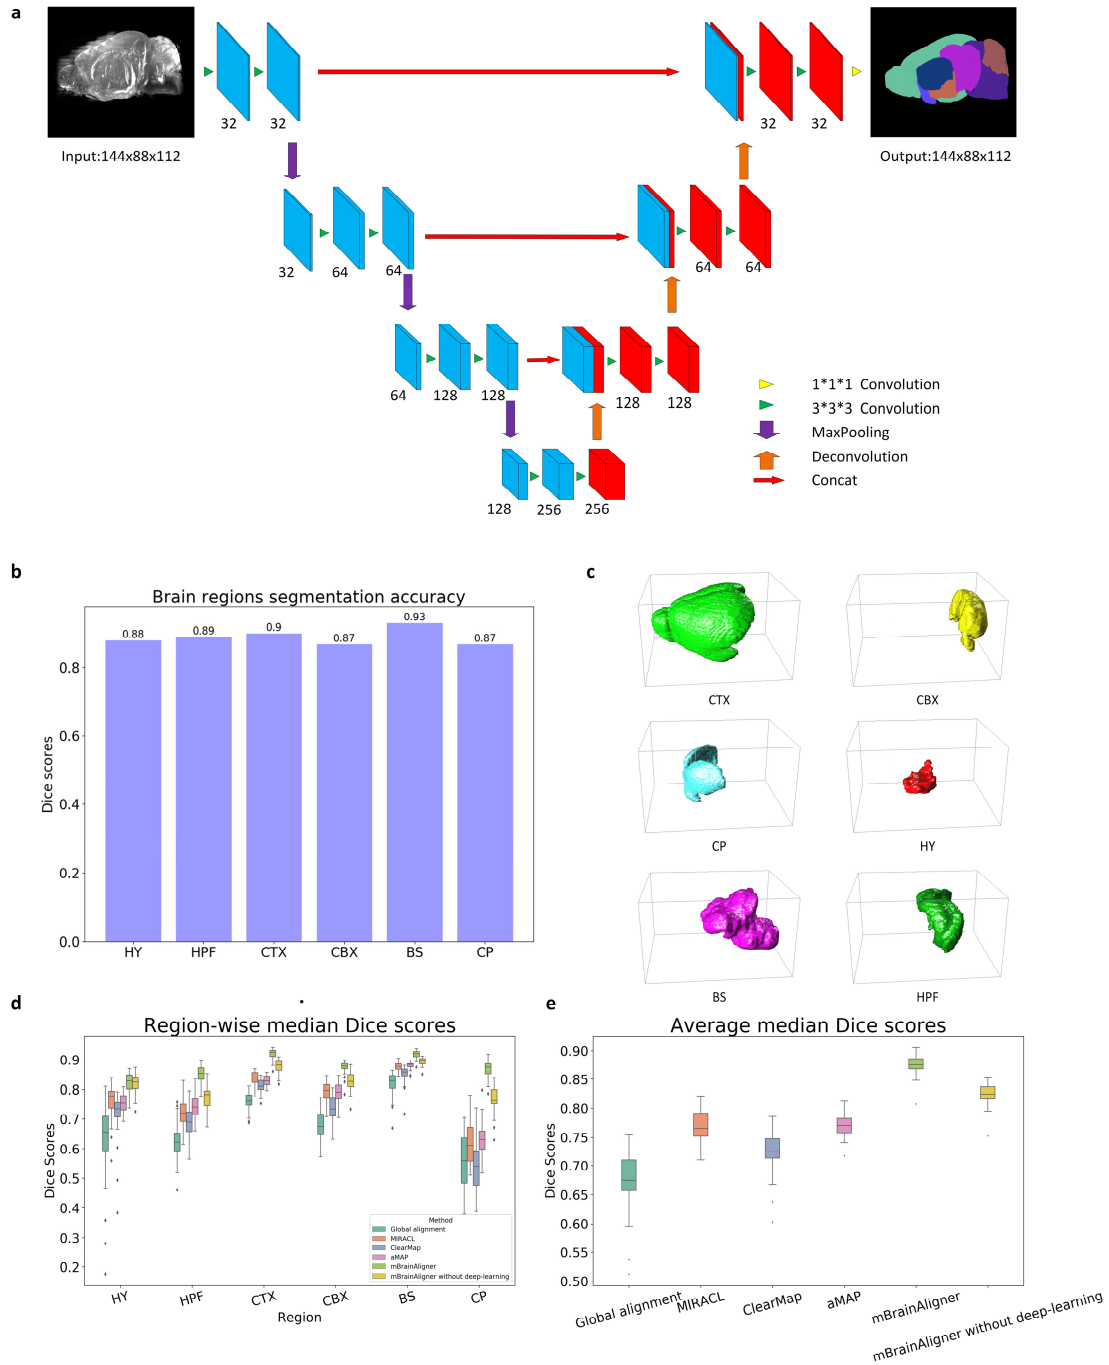 a
32
32
32
32
Input:144x88x112
Output:144x88x112
32
64
64
64
64
64
128
128
128
128
128
256
256
1*1*1 Convolution
3*3*3 Convolution
MaxPooling
Deconvolution
Concat
b
Brain regions segmentation accuracy
Dice scores
0.8
0.6
0.4
0.2
0.0
0.88
0.89
0.9
0.87
0.93
0.87
HY
HPF
CTX
CBX
BS
CP
c
CTX
CBX
CP
HY
BS
HPF
d
Region-wise median Dice scores
Dice Scores
0.9
0.8
0.7
0.6
0.5
0.4
0.3
0.2
Method
Global alignment
MIRACL
ClearMap
aMAP
mBrainAligner
mBrainAligner without deep-learning
HY
HPF
CTX
CBX
BS
CP
Region
e
Average median Dice scores
Dice Scores
0.90
0.85
0.80
0.75
0.70
0.65
0.60
0.55
0.50
Global alignment
MIRACL
ClearMap
aMAP
mBrainAligner
mBrainAligner without deep-learning